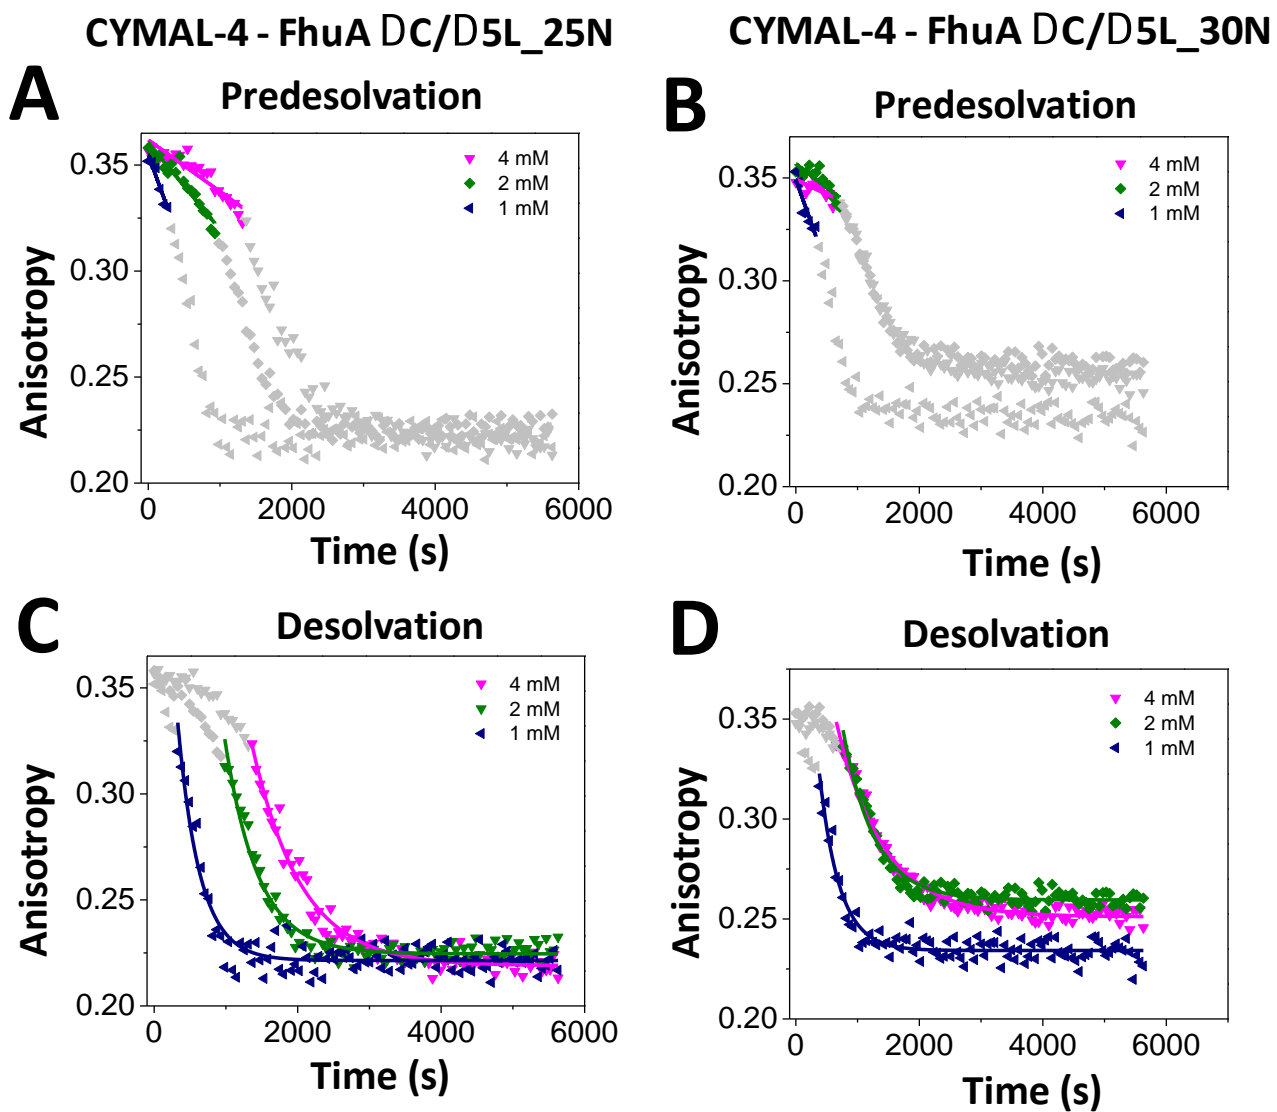 CYMAL-4 - FhuA DC/D5L_25N
CYMAL-4 - FhuA DC/D5L_30N
A
Predesolvation
4 mM
2 mM
1 mM
0.35
0.30
0.25
0.20
Anisotropy
0
2000
4000
6000
Time (s)
B
Predesolvation
4 mM
2 mM
1 mM
0.35
0.30
0.25
0.20
Anisotropy
0
2000
4000
6000
Time (s)
C
Desolvation
4 mM
2 mM
1 mM
0.35
0.30
0.25
0.20
Anisotropy
0
2000
4000
6000
Time (s)
D
Desolvation
4 mM
2 mM
1 mM
0.35
0.30
0.25
0.20
Anisotropy
0
2000
4000
6000
Time (s)